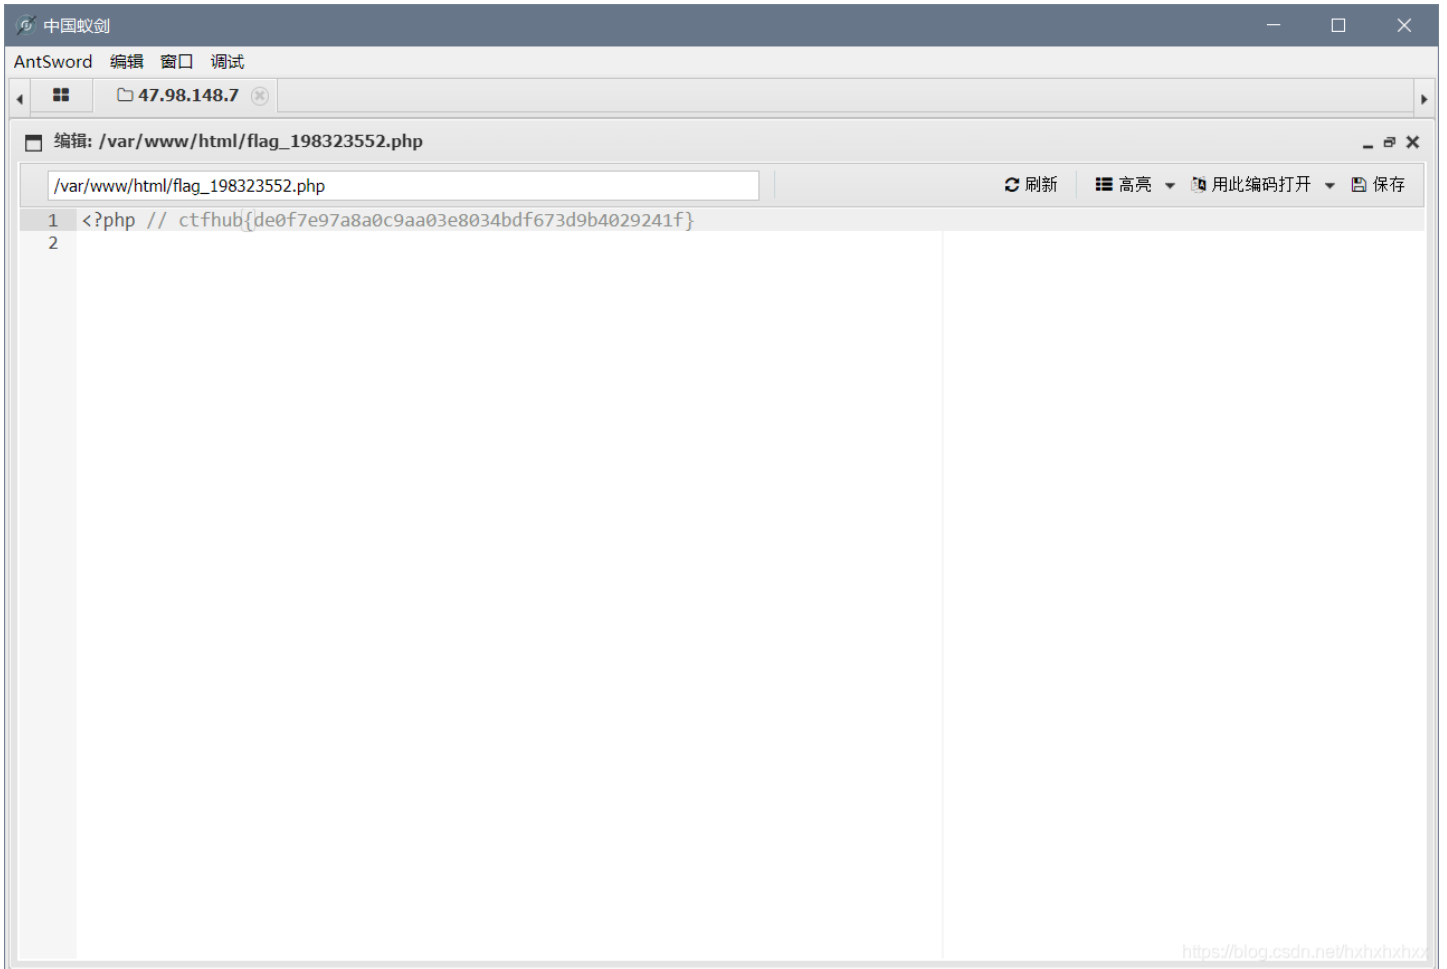 中国蚁剑
AntSword 编辑 窗口 调试
47.98.148.7
编辑: /var/www/html/flag_198323552.php
/var/www/html/flag_198323552.php 刷新 高亮 用此编码打开 保存
1 <?php // ctfhub{de0f7e97a8a0c9aa03e8034bdf673d9b4029241f}
2
https://blog.csdn.net/hxhxhxhxx